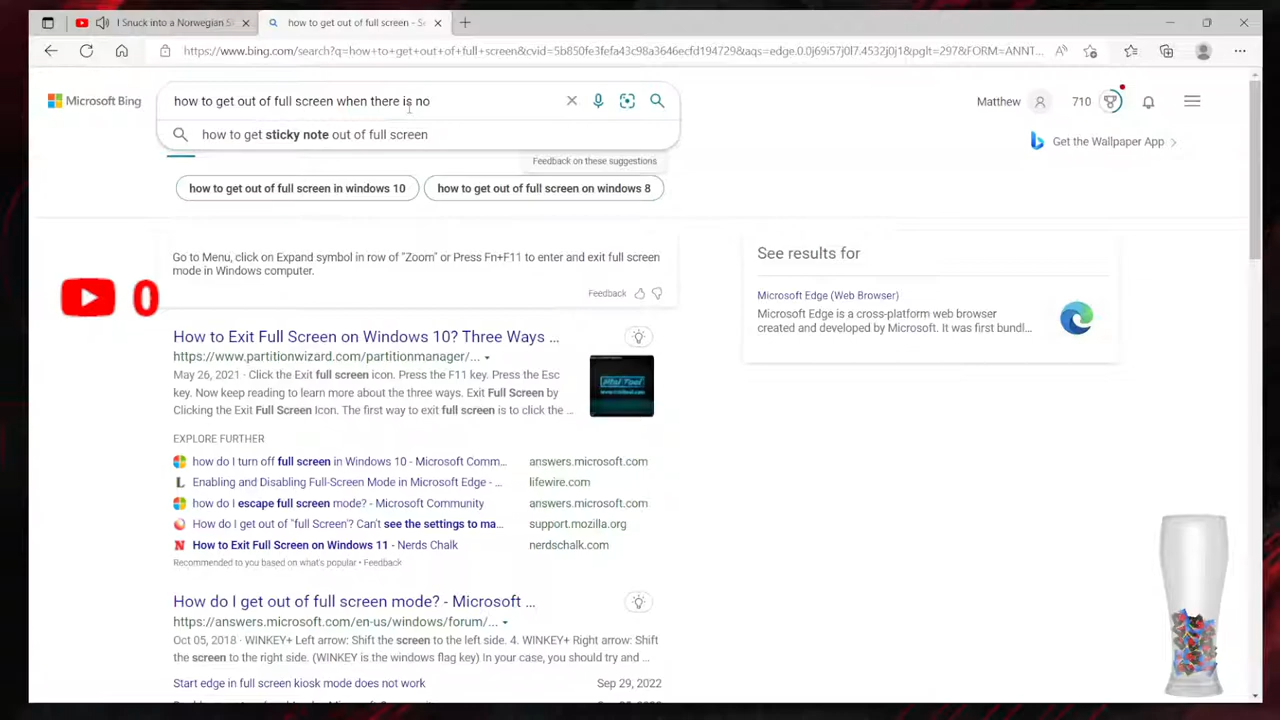 I Snuck into a Norwegian S
how to get out of full screen - Se
https://www.bing.com/search?q=how+to+get+out+of+full+screen&cvid=5b850fe3fefa43c98a3646ecfd194729&aqs=edge.0.0j69i57j0l7.4532j0j1&pglt=297&FORM=ANNT...
Microsoft Bing
how to get out of full screen when there is no
Matthew
710
how to get sticky note out of full screen
Get the Wallpaper App
Feedback on these suggestions
how to get out of full screen in windows 10
how to get out of full screen on windows 8
Go to Menu, click on Expand symbol in row of "Zoom" or Press Fn+F11 to enter and exit full screen
mode in Windows computer.
Feedback
See results for
Microsoft Edge (Web Browser)
Microsoft Edge is a cross-platform web browser
created and developed by Microsoft. It was first bundl...
0
How to Exit Full Screen on Windows 10? Three Ways ...
https://www.partitionwizard.com/partitionmanager/...
May 26, 2021 · Click the Exit full screen icon. Press the F11 key. Press the Esc
key. Now keep reading to learn more about the three ways. Exit Full Screen by
Clicking the Exit Full Screen Icon. The first way to exit full screen is to click the ...
EXPLORE FURTHER
how do I turn off full screen in Windows 10 - Microsoft Comm...
answers.microsoft.com
Enabling and Disabling Full-Screen Mode in Microsoft Edge - ...
lifewire.com
how do I escape full screen mode? - Microsoft Community
answers.microsoft.com
How do I get out of "full Screen'? Can't see the settings to ma...
support.mozilla.org
How to Exit Full Screen on Windows 11 - Nerds Chalk
nerdschalk.com
Recommended to you based on what's popular • Feedback
How do I get out of full screen mode? - Microsoft ...
https://answers.microsoft.com/en-us/windows/forum/...
Oct 05, 2018 · WINKEY+ Left arrow: Shift the screen to the left side. 4. WINKEY+ Right arrow: Shift
the screen to the right side. (WINKEY is the windows flag key) In your case, you should try and ...
Start edge in full screen kiosk mode does not work
Sep 29, 2022